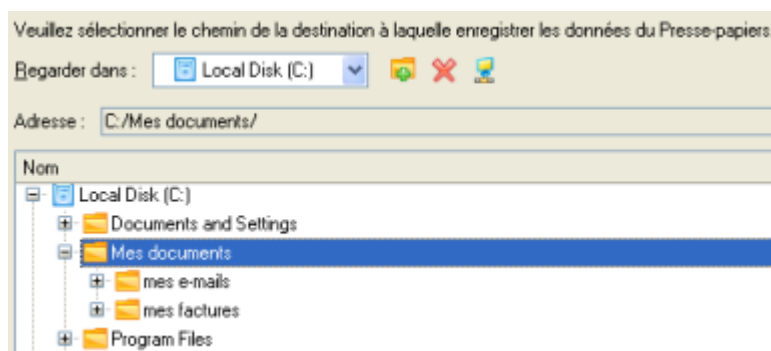 Veuillez sélectionner le chemin de la destination à laquelle enregistrer les données du Presse-papiers
Regarder dans : Local Disk (C:)
Adresse : C:/Mes documents/
Nom
Local Disk (C:)
Documents and Settings
Mes documents
mes e-mails
mes factures
Program Files